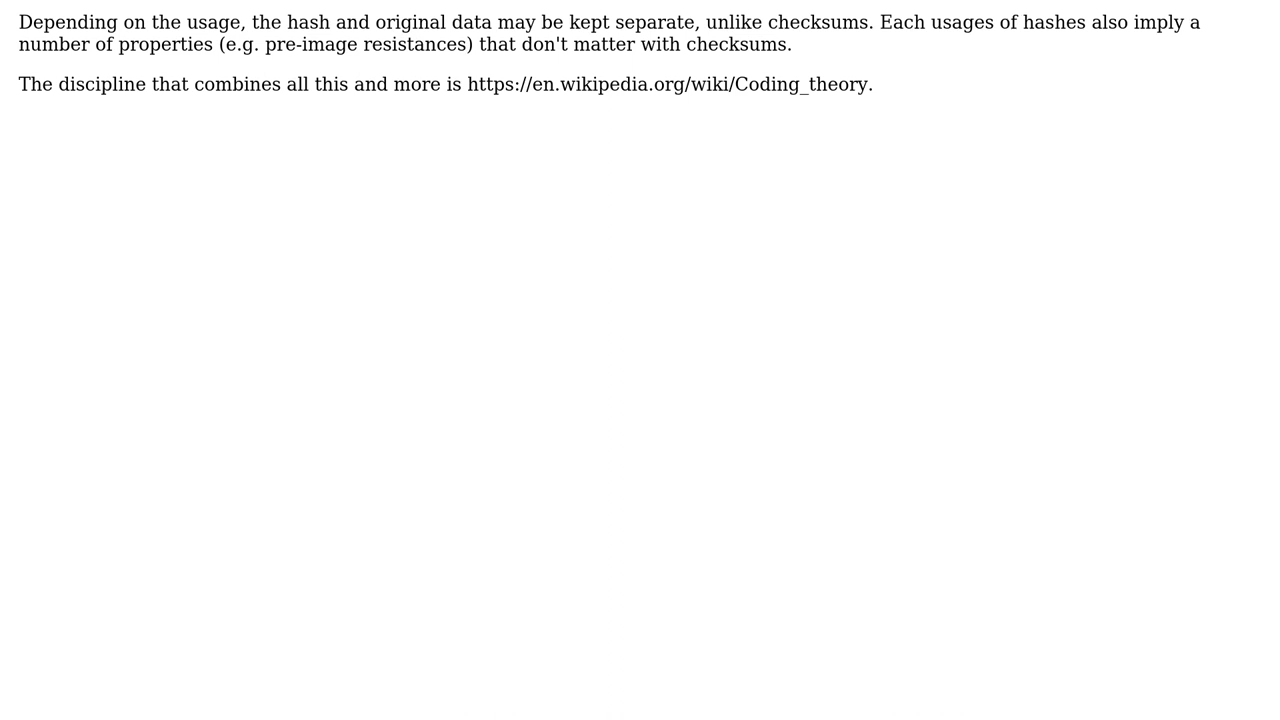 Depending on the usage, the hash and original data may be kept separate, unlike checksums. Each usages of hashes also imply a
number of properties (e.g. pre-image resistances) that don't matter with checksums.
The discipline that combines all this and more is https://en.wikipedia.org/wiki/Coding_theory.